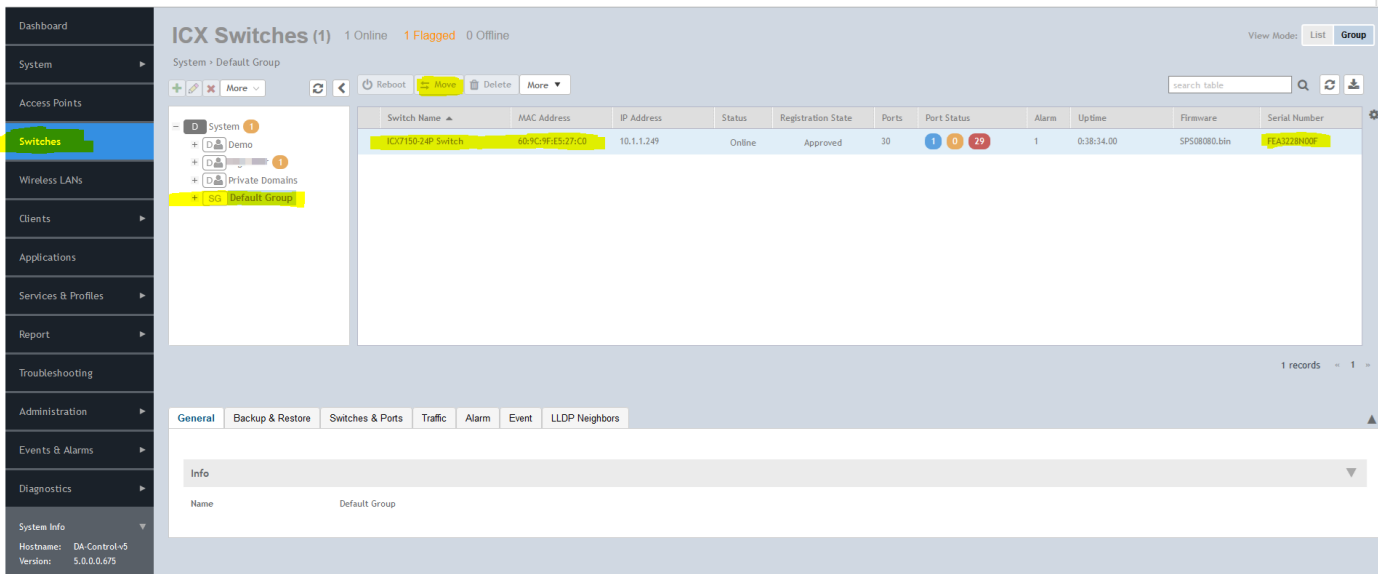 Dashboard
System
Access Points
Switches
Wireless LANs
Clients
Applications
Services & Profiles
Report
Troubleshooting
Administration
Events & Alarms
Diagnostics
System Info
Hostname: DA-Control-v5
Version: 5.0.0.0.675
ICX Switches (1) 1 Online 1 Flagged 0 Offline
View Mode: List Group
System › Default Group
More
Reboot Move Delete More
search table
D System 1
D Demo
D 1
D Private Domains
SG Default Group
Switch Name MAC Address IP Address Status Registration State Ports Port Status Alarm Uptime Firmware Serial Number
ICX7150-24P Switch 60:9C:9F:E5:27:C0 10.1.1.249 Online Approved 30 1 0 29 1 0:38:34.00 SPS08080.bin FEA3228N00F
1 records « 1 »
General Backup & Restore Switches & Ports Traffic Alarm Event LLDP Neighbors
Info
Name Default Group